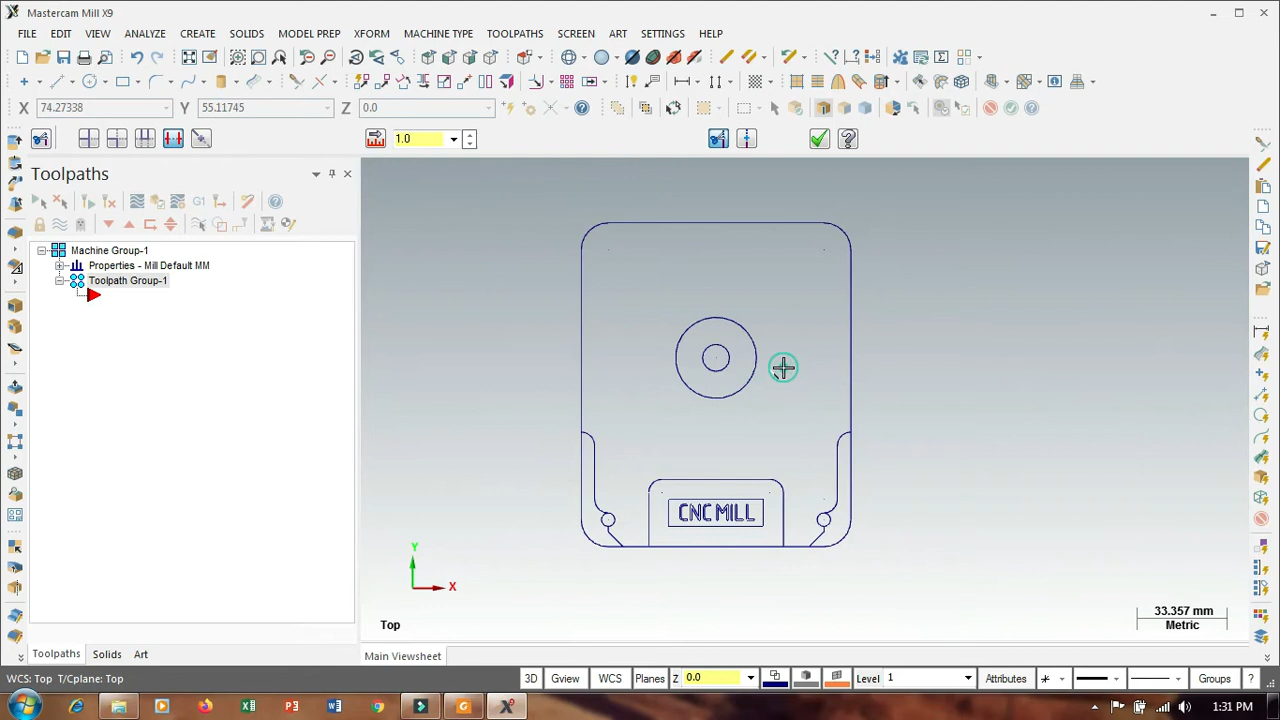 Mastercam Mill X9
FILE EDIT VIEW ANALYZE CREATE SOLIDS MODEL PREP XFORM MACHINE TYPE TOOLPATHS SCREEN ART SETTINGS HELP
X 74.27338 Y 55.11745 Z 0.0
1.0
Toolpaths
G1
Machine Group-1
Properties - Mill Default MM
Toolpath Group-1
CNC MILL
Y
X
Top
33.357 mm
Metric
Toolpaths Solids Art
Main Viewsheet
WCS: Top T/Cplane: Top
3D Gview WCS Planes Z 0.0 Level 1 Attributes Groups ?
1:31 PM